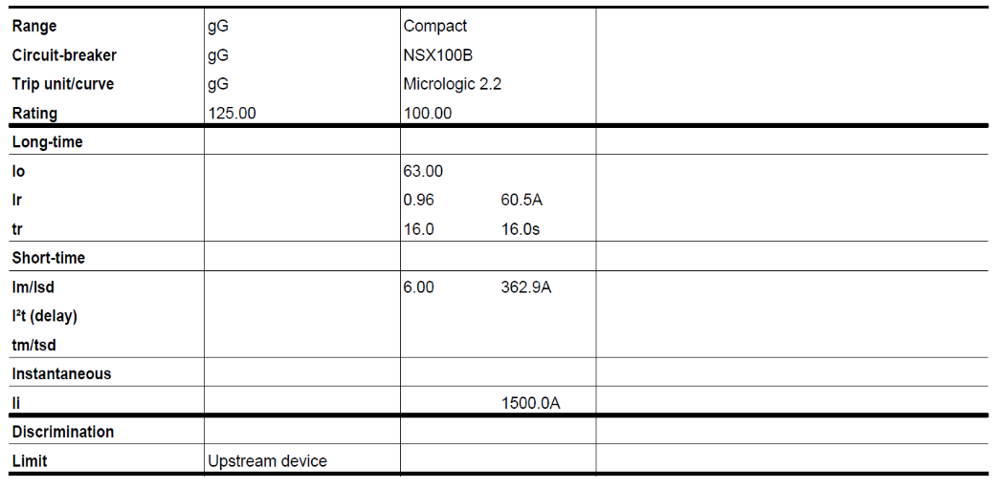 Range gG Compact
Circuit-breaker gG NSX100B
Trip unit/curve gG Micrologic 2.2
Rating 125.00 100.00
Long-time
Io 63.00
Ir 0.96 60.5A
tr 16.0 16.0s
Short-time
Im/Isd 6.00 362.9A
I²t (delay)
tm/tsd
Instantaneous
Ii 1500.0A
Discrimination
Limit Upstream device